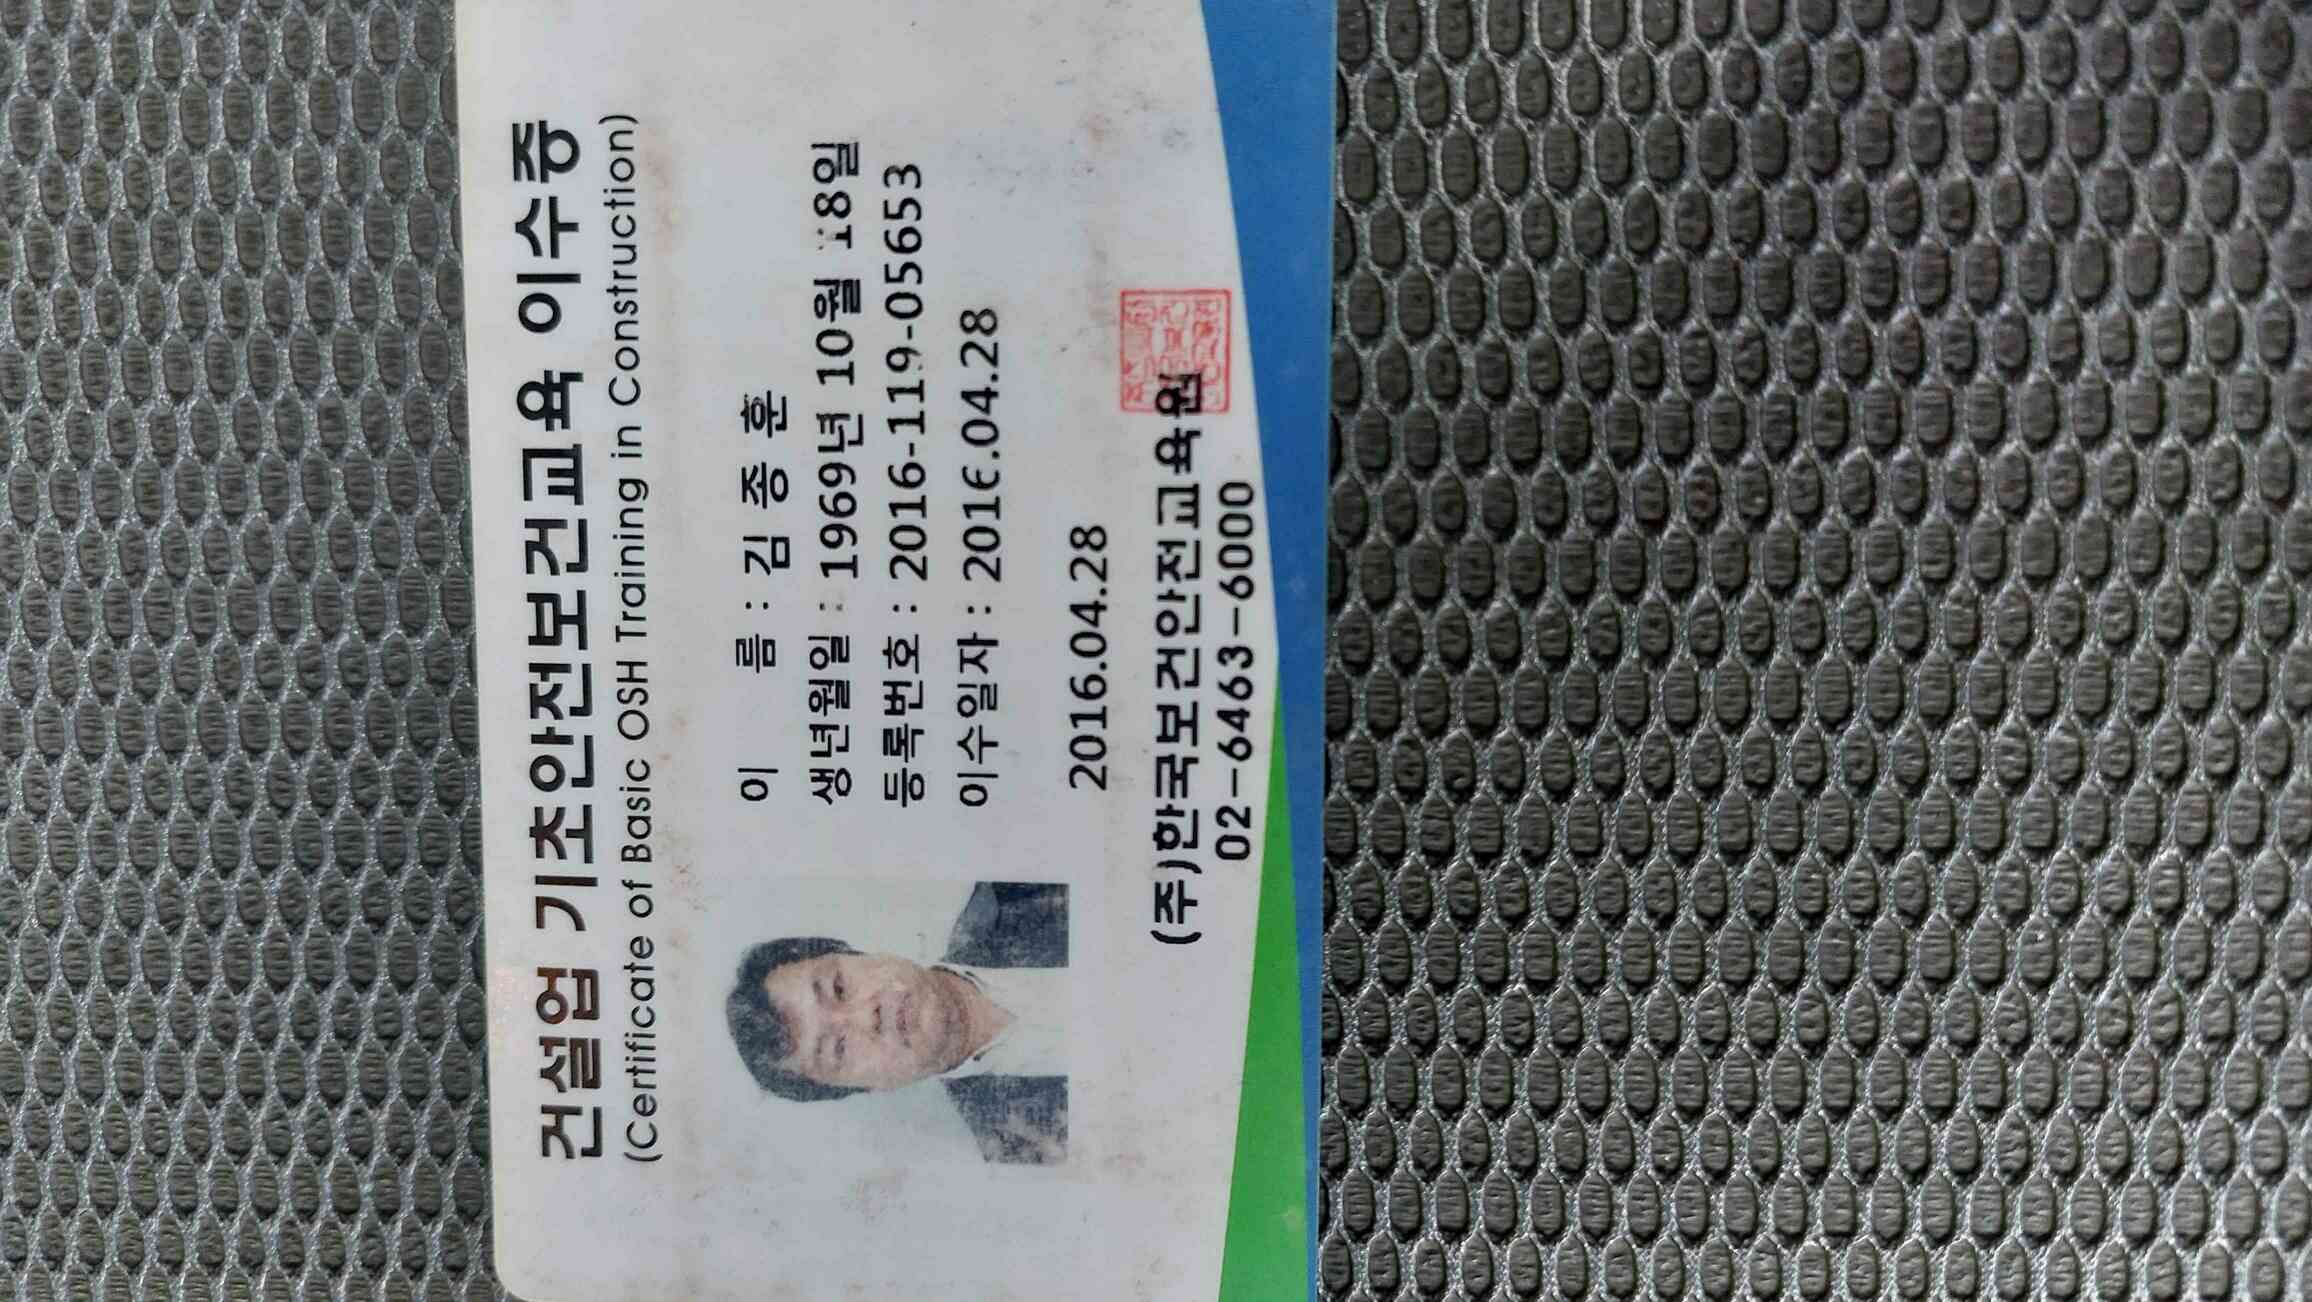 건설업 기초안전보건교육 이수증
(Certificate of Basic OSH Training in Construction)
이 름 : 김 종 훈
생년월일 : 1969년 10월 18일
등록번호 : 2016-119-05653
이수일자 : 2016.04.28
2016.04.28
(주)한국보건안전교육원
02-6463-6000